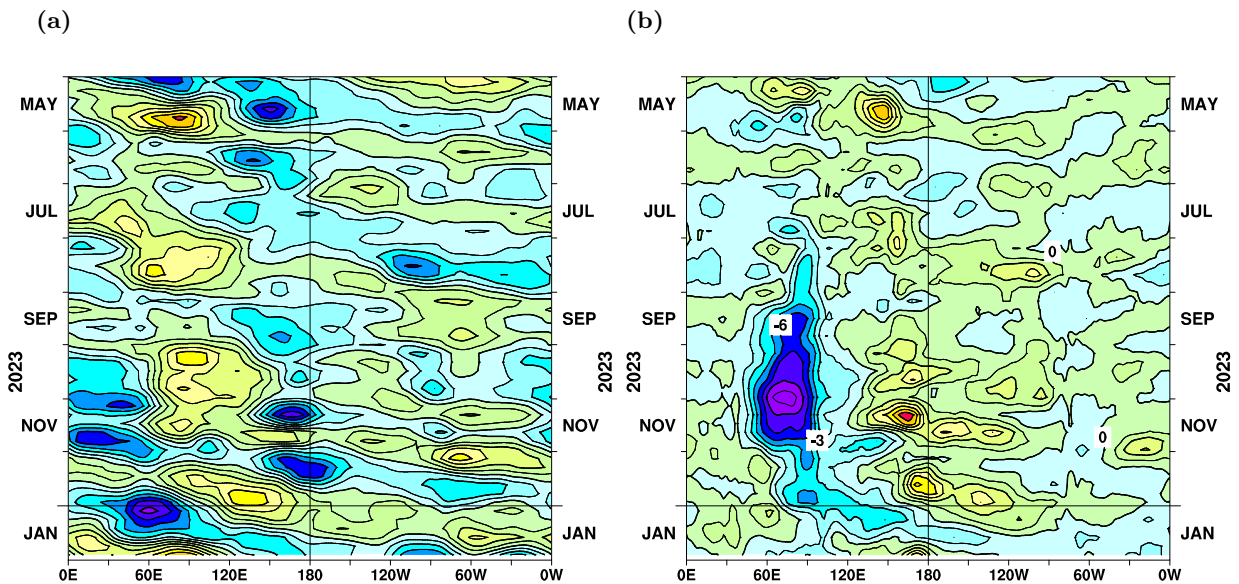 (a) (b)
MAY MAY MAY MAY
JUL JUL JUL JUL
0
SEP SEP SEP SEP
-6
2023 2023 2023
NOV NOV NOV NOV
-3 0
JAN JAN JAN JAN
0E 60E 120E 180 120W 60W 0W 0E 60E 120E 180 120W 60W 0W